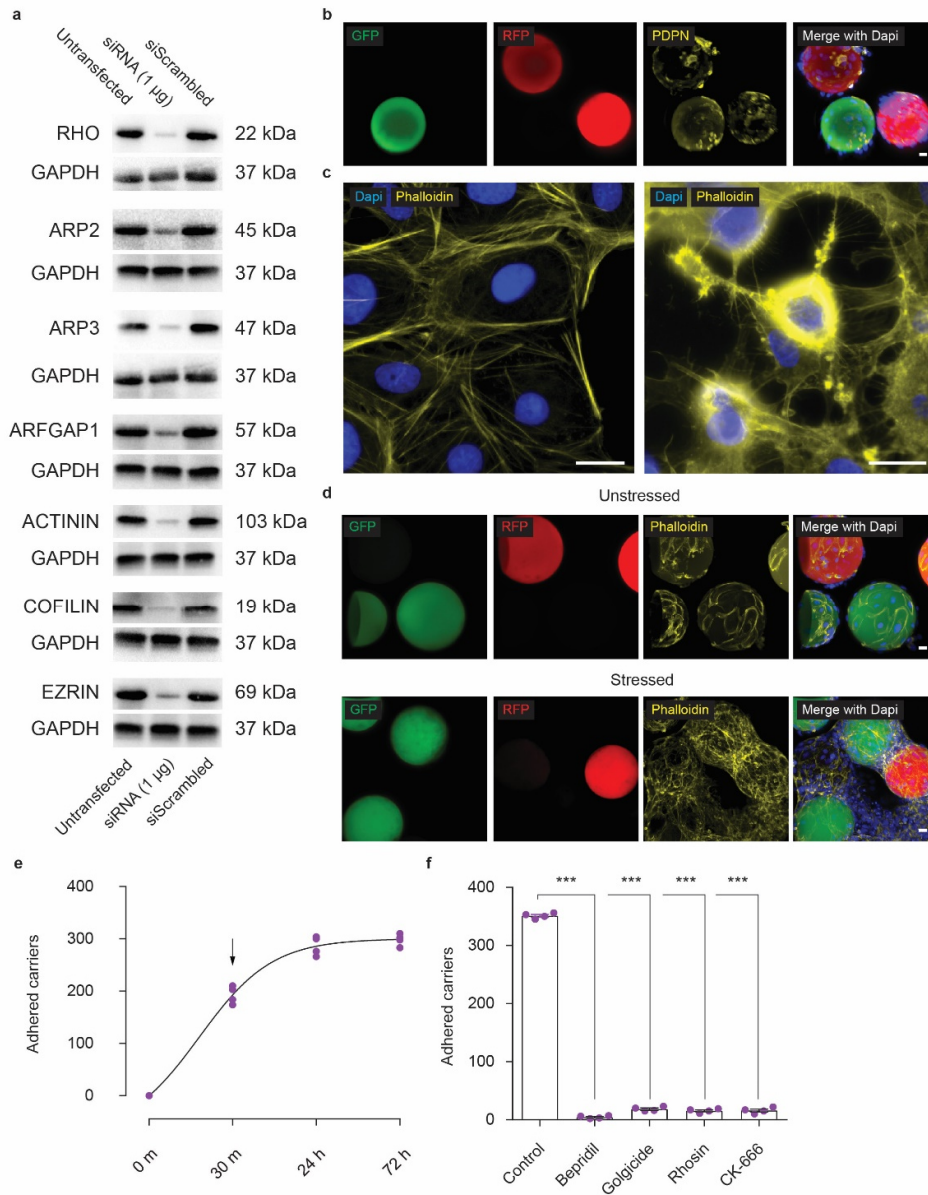 a
Untransfected
siRNA (1 µg)
siScrambled
RHO 22 kDa
GAPDH 37 kDa
ARP2 45 kDa
GAPDH 37 kDa
ARP3 47 kDa
GAPDH 37 kDa
ARFGAP1 57 kDa
GAPDH 37 kDa
ACTININ 103 kDa
GAPDH 37 kDa
COFILIN 19 kDa
GAPDH 37 kDa
EZRIN 69 kDa
GAPDH 37 kDa
Untransfected
siRNA (1 µg)
siScrambled
b
GFP RFP PDPN Merge with Dapi
c
Dapi Phalloidin Dapi Phalloidin
d
Unstressed
GFP RFP Phalloidin Merge with Dapi
Stressed
GFP RFP Phalloidin Merge with Dapi
e
Adhered carriers
400
300
200
100
0
0 m 30 m 24 h 72 h
f
*** *** *** ***
Adhered carriers
400
300
200
100
0
Control Bepridil Golgicide Rhosin CK-666